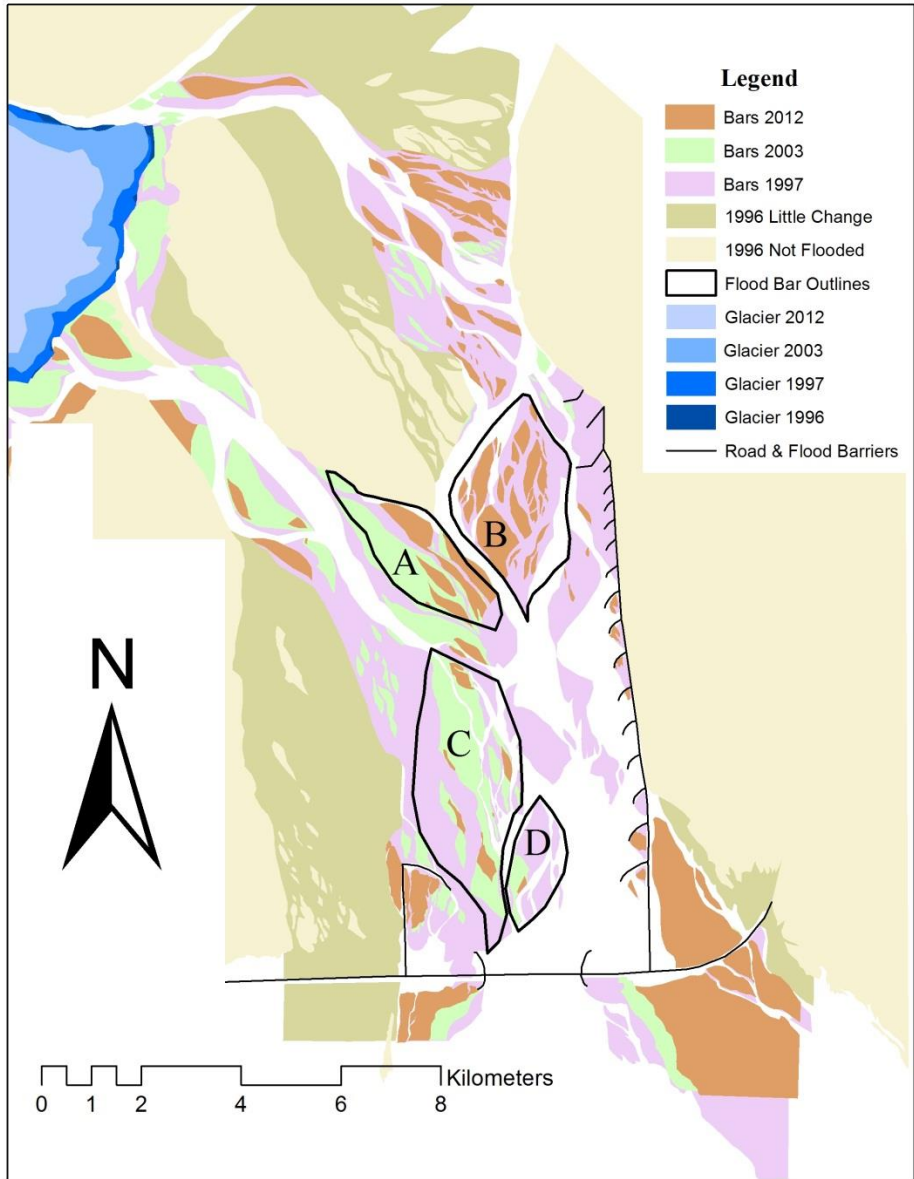 Legend
Bars 2012
Bars 2003
Bars 1997
1996 Little Change
1996 Not Flooded
Flood Bar Outlines
Glacier 2012
Glacier 2003
Glacier 1997
Glacier 1996
Road & Flood Barriers
B
A
N
C
D
Kilometers
0 1 2 4 6 8